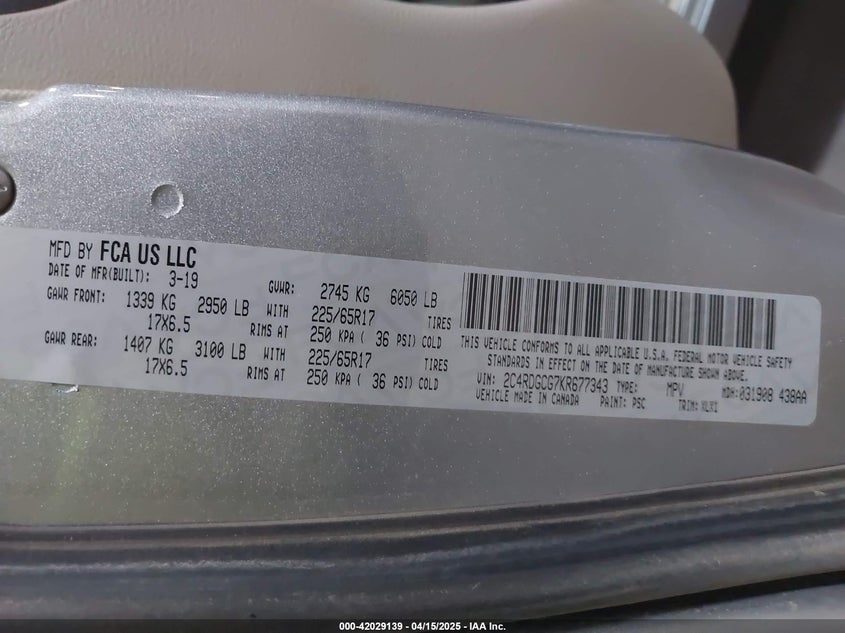 MFD BY FCA US LLC
DATE OF MFR(BUILT): 3-19 GVWR: 2745 KG 6050 LB
GAWR FRONT: 1339 KG 2950 LB WITH 225/65R17 TIRES
17X6.5 RIMS AT 250 KPA ( 36 PSI) COLD
GAWR REAR: 1407 KG 3100 LB WITH 225/65R17 TIRES
17X6.5 RIMS AT 250 KPA ( 36 PSI) COLD
THIS VEHICLE CONFORMS TO ALL APPLICABLE U.S.A. FEDERAL MOTOR VEHICLE SAFETY
STANDARDS IN EFFECT ON THE DATE OF MANUFACTURE SHOWN ABOVE.
VIN: 2C4RDGCG7KR677343 TYPE: MPV MDH:031908 438AA
VEHICLE MADE IN CANADA PAINT: PSC TRIM:
000-42029139 - 04/15/2025 - IAA Inc.